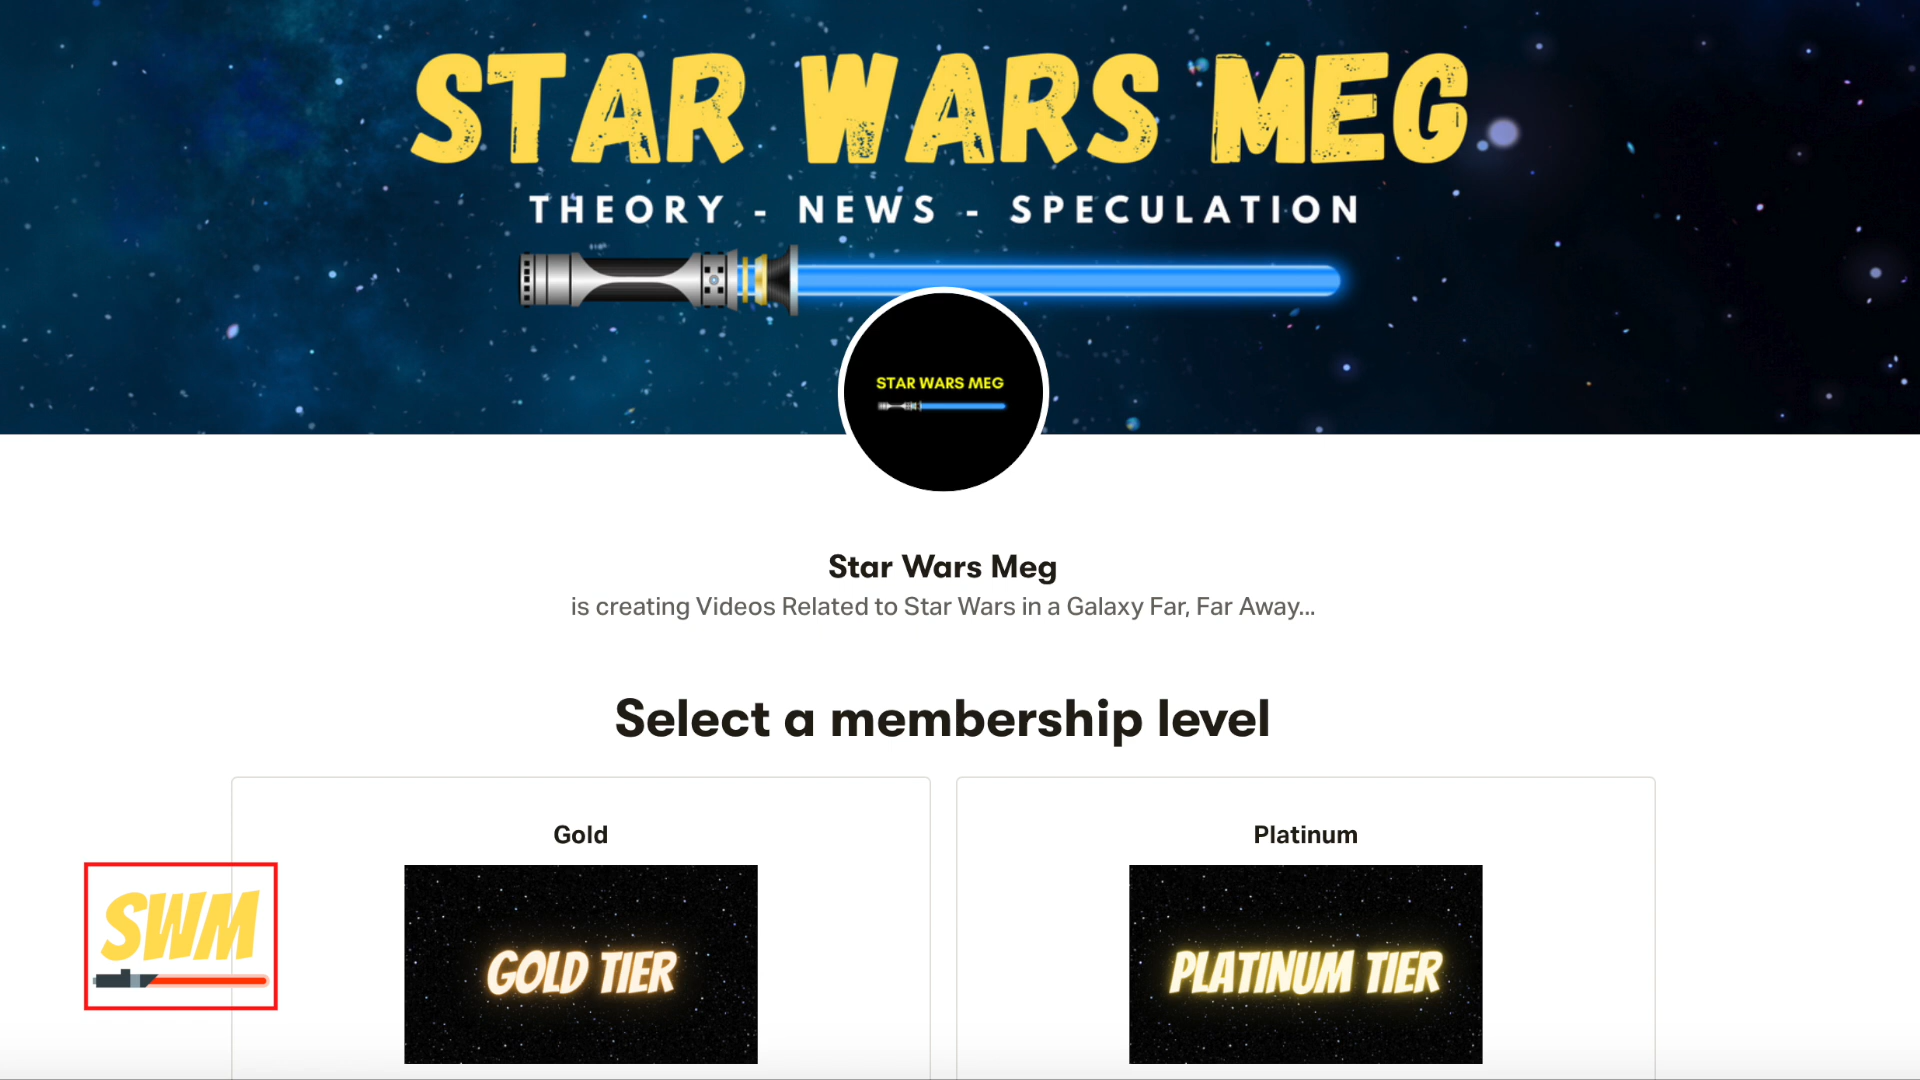 STAR WARS MEG
THEORY - NEWS - SPECULATION
STAR WARS MEG
Star Wars Meg
is creating Videos Related to Star Wars in a Galaxy Far, Far Away...
Select a membership level
Gold
Platinum
SWM
GOLD TIER
PLATINUM TIER